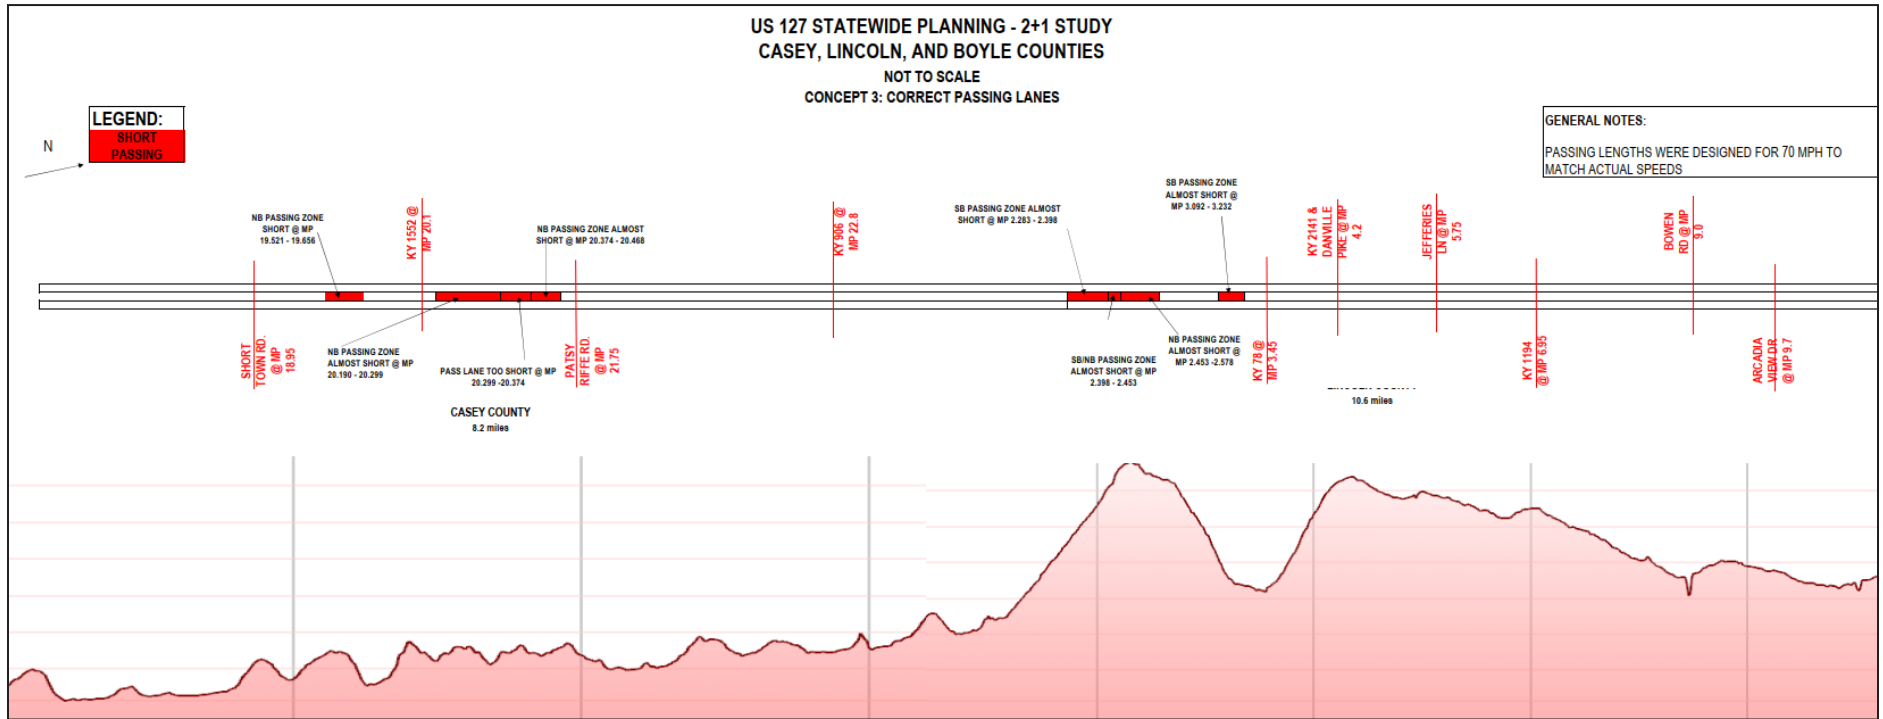 US 127 STATEWIDE PLANNING - 2+1 STUDY
CASEY, LINCOLN, AND BOYLE COUNTIES
NOT TO SCALE
CONCEPT 3: CORRECT PASSING LANES
LEGEND:
SHORT
PASSING
N
GENERAL NOTES:
PASSING LENGTHS WERE DESIGNED FOR 70 MPH TO
MATCH ACTUAL SPEEDS
NB PASSING ZONE
SHORT @ MP
19.521 - 19.656
KY 1552 @
MP 20.1
NB PASSING ZONE ALMOST
SHORT @ MP 20.374 - 20.468
KY 906 @
MP 22.8
SB PASSING ZONE ALMOST
SHORT @ MP 2.283 - 2.398
SB PASSING ZONE
ALMOST SHORT @
MP 3.092 - 3.232
KY 2141 &
DANVILLE
PIKE @ MP
4.2
JEFFERIES
LN @ MP
5.75
BOWEN
RD @ MP
9.0
SHORT
TOWN RD.
@ MP
18.95
NB PASSING ZONE
ALMOST SHORT @ MP
20.190 - 20.299
PASS LANE TOO SHORT @ MP
20.299 -20.374
PATSY
RIFFE RD.
@ MP
21.75
SB/NB PASSING ZONE
ALMOST SHORT @ MP
2.398 - 2.453
NB PASSING ZONE
ALMOST SHORT @
MP 2.453 -2.578
KY 78 @
MP 3.45
KY 1194
@ MP 6.95
ARCADIA
VIEW DR
@ MP 9.7
CASEY COUNTY
8.2 miles
10.6 miles